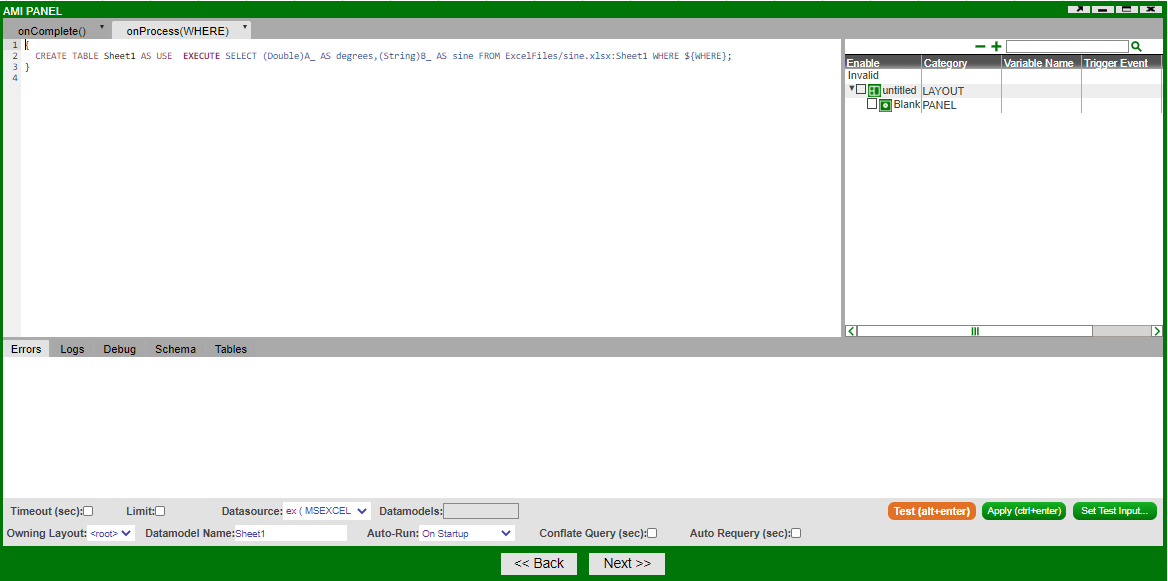 AMI PANEL
onComplete()
onProcess(WHERE)
1 {
2 CREATE TABLE Sheet1 AS USE  EXECUTE SELECT (Double)A_ AS degrees,(String)B_ AS sine FROM ExcelFiles/sine.xlsx:Sheet1 WHERE ${WHERE};
3 }
4
Enable Category Variable Name Trigger Event
Invalid
untitled LAYOUT
Blank PANEL
Errors Logs Debug Schema Tables
Timeout (sec): Limit: Datasource: ex ( MSEXCEL Datamodels: Test (alt+enter) Apply (ctrl+enter) Set Test Input...
Owning Layout: <root> Datamodel Name: Sheet1 Auto-Run: On Startup Conflate Query (sec): Auto Requery (sec):
<< Back Next >>